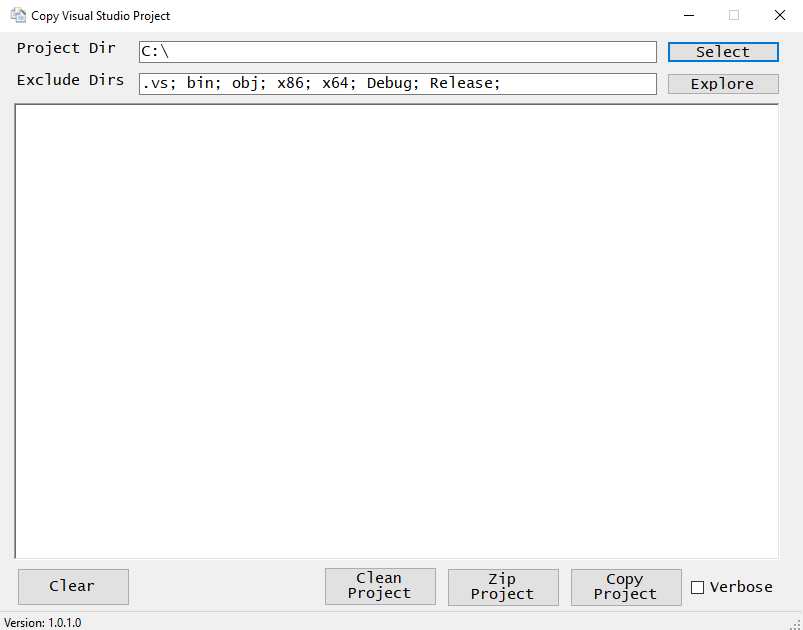 Copy Visual Studio Project
Project Dir C:\ Select
Exclude Dirs .vs; bin; obj; x86; x64; Debug; Release; Explore
Clear
Clean
Project
Zip
Project
Copy
Project
Verbose
Version: 1.0.1.0